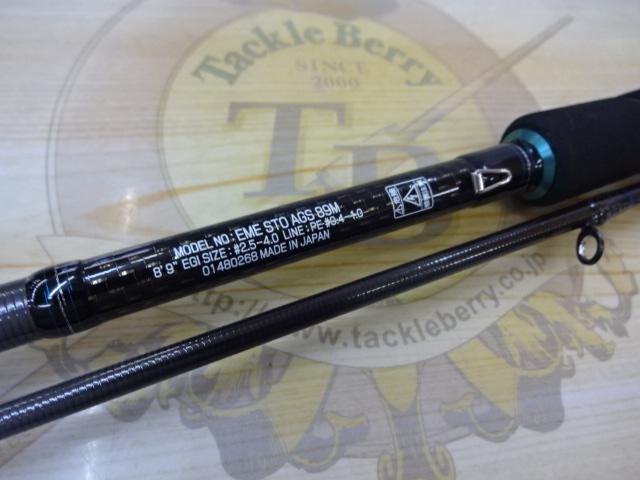 Tackle Berry
SINCE
2000
T B
MODEL NO: EME STO AGS 89M
8' 9" EGI SIZE: #2.5-4.0 LINE: PE #0.4-1.0
01480268 MADE IN JAPAN
http://www.tackleberry.co.jp